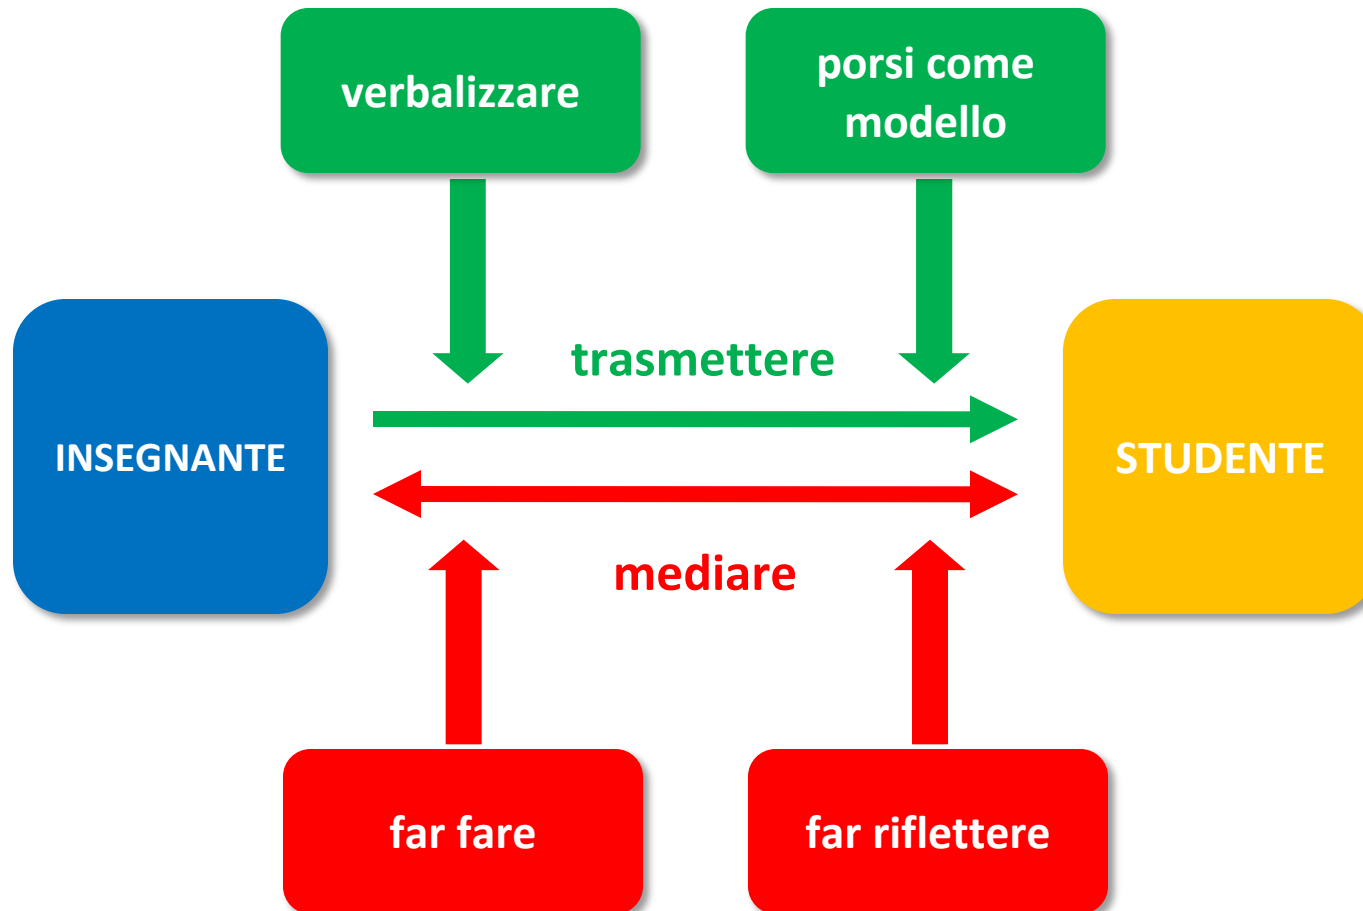 verbalizzare
porsi come
modello
trasmettere
INSEGNANTE
STUDENTE
mediare
far fare
far riflettere